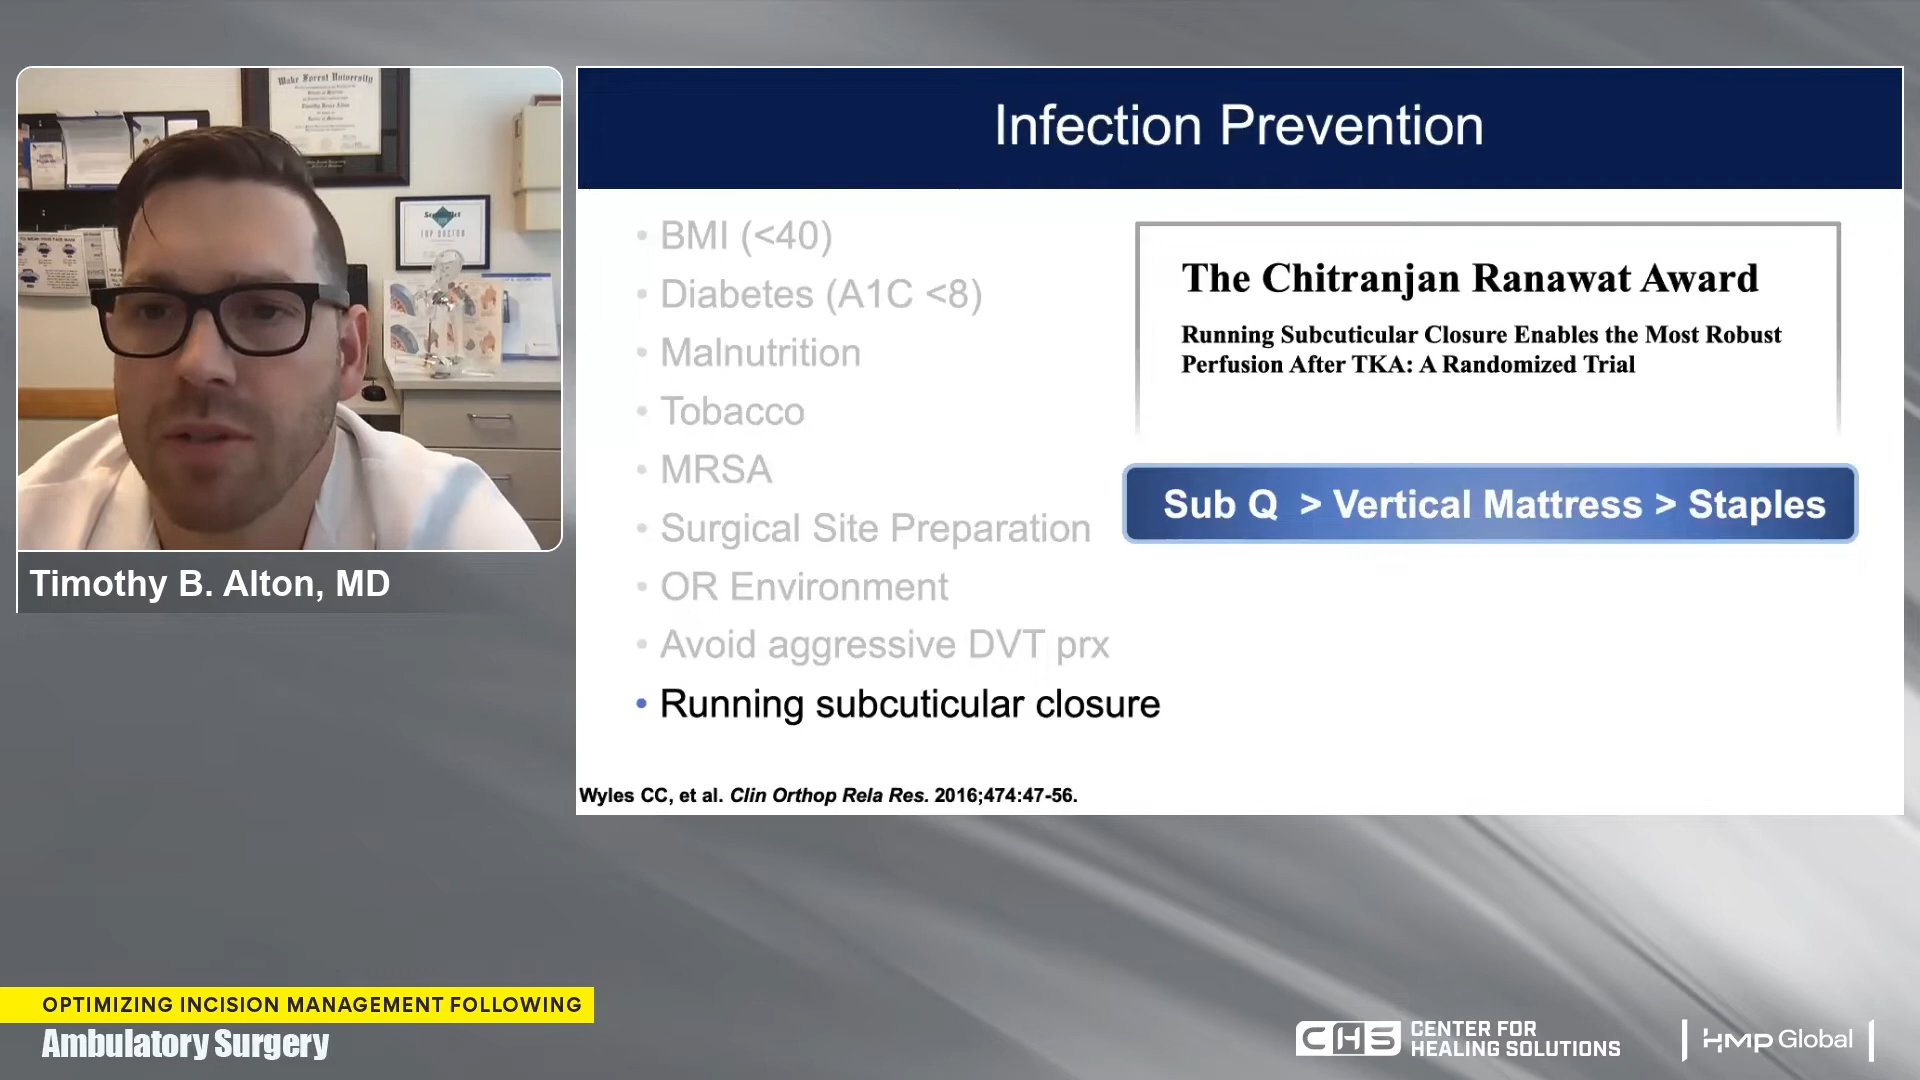 Wake Forest University
TOP DOCTOR
Timothy B. Alton, MD
Infection Prevention
• BMI (<40)
• Diabetes (A1C <8)
• Malnutrition
• Tobacco
• MRSA
• Surgical Site Preparation
• OR Environment
• Avoid aggressive DVT prx
• Running subcuticular closure
The Chitranjan Ranawat Award
Running Subcuticular Closure Enables the Most Robust
Perfusion After TKA: A Randomized Trial
Sub Q > Vertical Mattress > Staples
Wyles CC, et al. Clin Orthop Rela Res. 2016;474:47-56.
OPTIMIZING INCISION MANAGEMENT FOLLOWING
Ambulatory Surgery
CHS CENTER FOR
HEALING SOLUTIONS
HMP Global